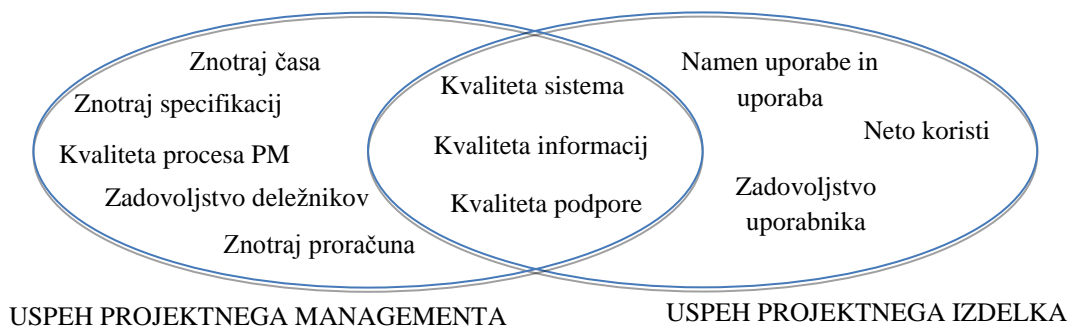 Znotraj časa
Znotraj specifikacij
Kvaliteta procesa PM
Zadovoljstvo deležnikov
Znotraj proračuna
Kvaliteta sistema
Kvaliteta informacij
Kvaliteta podpore
Namen uporabe in
uporaba
Neto koristi
Zadovoljstvo
uporabnika
USPEH PROJEKTNEGA MANAGEMENTA
USPEH PROJEKTNEGA IZDELKA